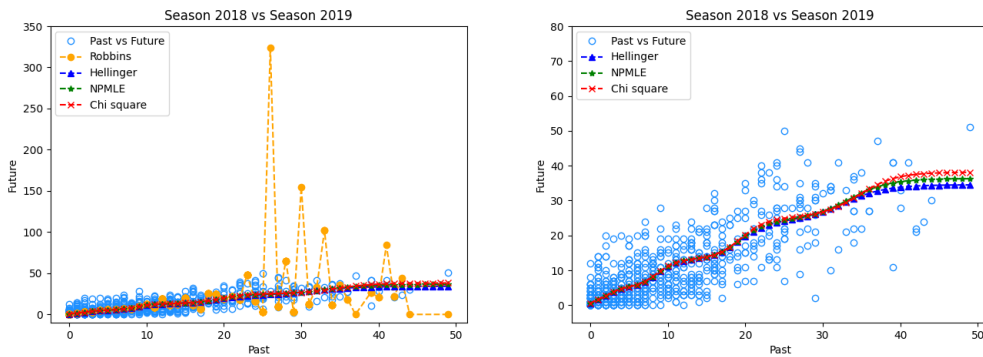 Season 2018 vs Season 2019
350
300
250
200
150
100
50
0
Future
Past vs Future
Robbins
Hellinger
NPMLE
Chi square
0 10 20 30 40 50
Past
Season 2018 vs Season 2019
80
70
60
50
40
30
20
10
0
Future
Past vs Future
Hellinger
NPMLE
Chi square
0 10 20 30 40 50
Past